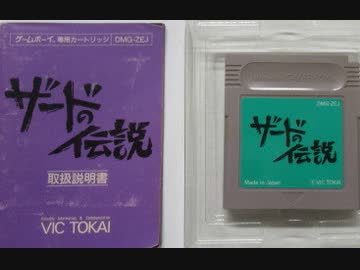 ゲームボーイ。専用カートリッジ DMG-ZEJ
ザードの
伝説
取扱説明書
VIC TOKAI
DMG-ZEJ
ザードの
伝説
Made in Japan
© VIC TOKAI